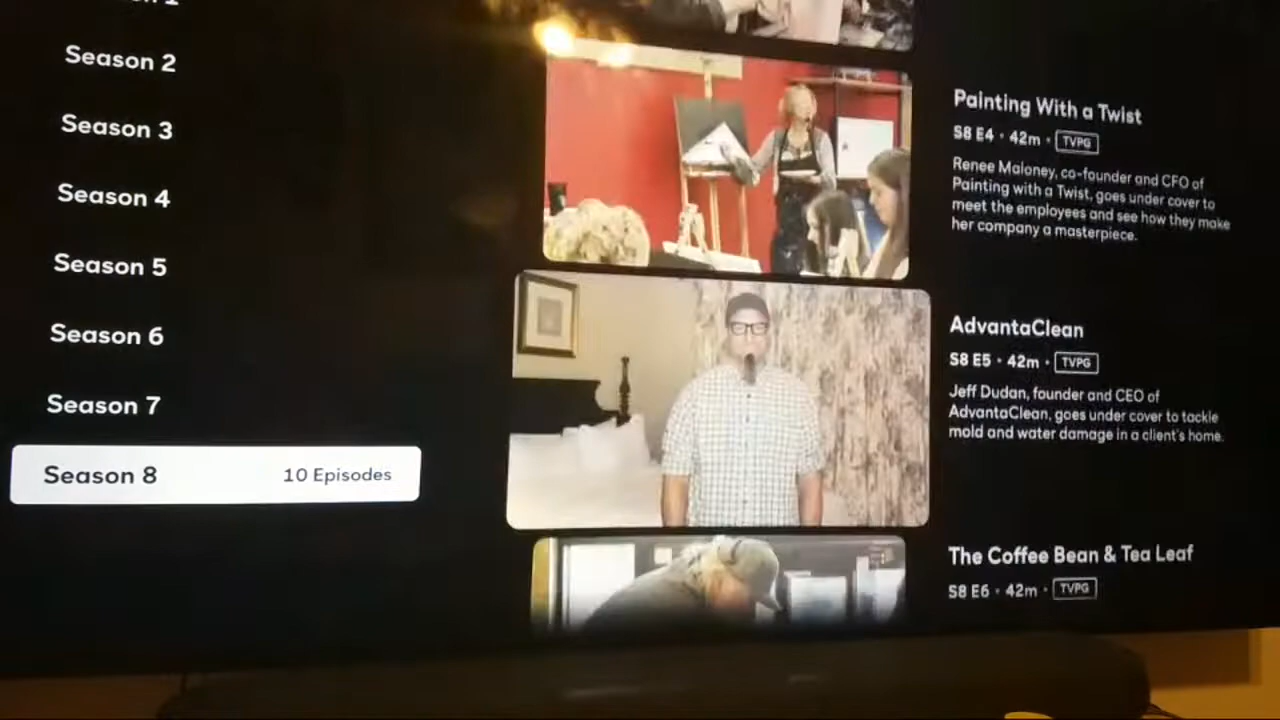 Season 2
Season 3
Season 4
Season 5
Season 6
Season 7
Season 8
10 Episodes
Painting With a Twist
S8 E4 • 42m • TVPG
Renee Maloney, co-founder and CFO of
Painting with a Twist, goes under cover to
meet the employees and see how they make
her company a masterpiece.
AdvantaClean
S8 E5 • 42m • TVPG
Jeff Dudan, founder and CEO of
AdvantaClean, goes under cover to tackle
mold and water damage in a client's home.
The Coffee Bean & Tea Leaf
S8 E6 • 42m • TVPG